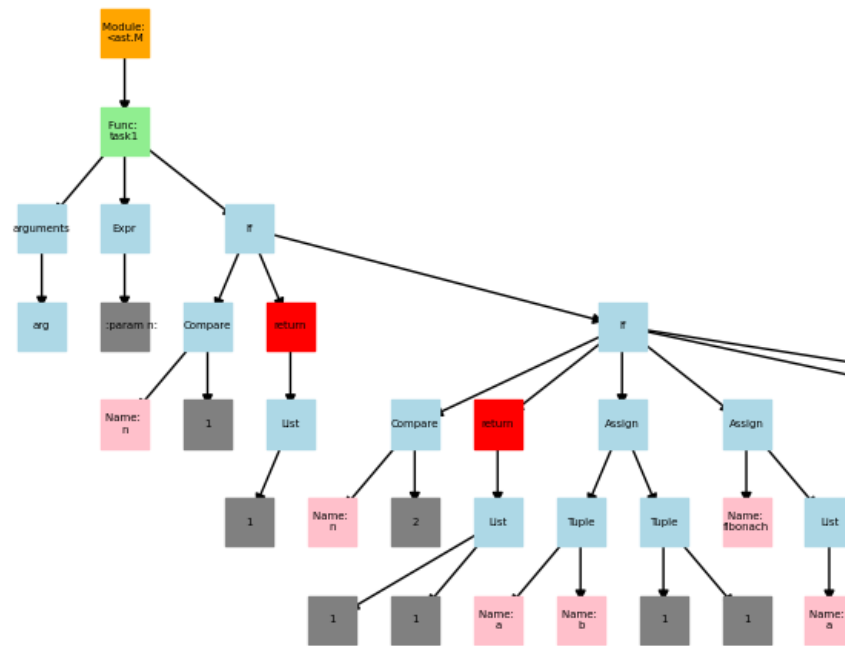 Module:
<ast.M
Func:
task1
arguments
Expr
If
arg
:param n:
Compare
return
If
Name:
n
1
List
Compare
return
Assign
Assign
1
Name:
n
2
List
Tuple
Tuple
Name:
fibonach
List
1
1
Name:
a
Name:
b
1
1
Name:
a